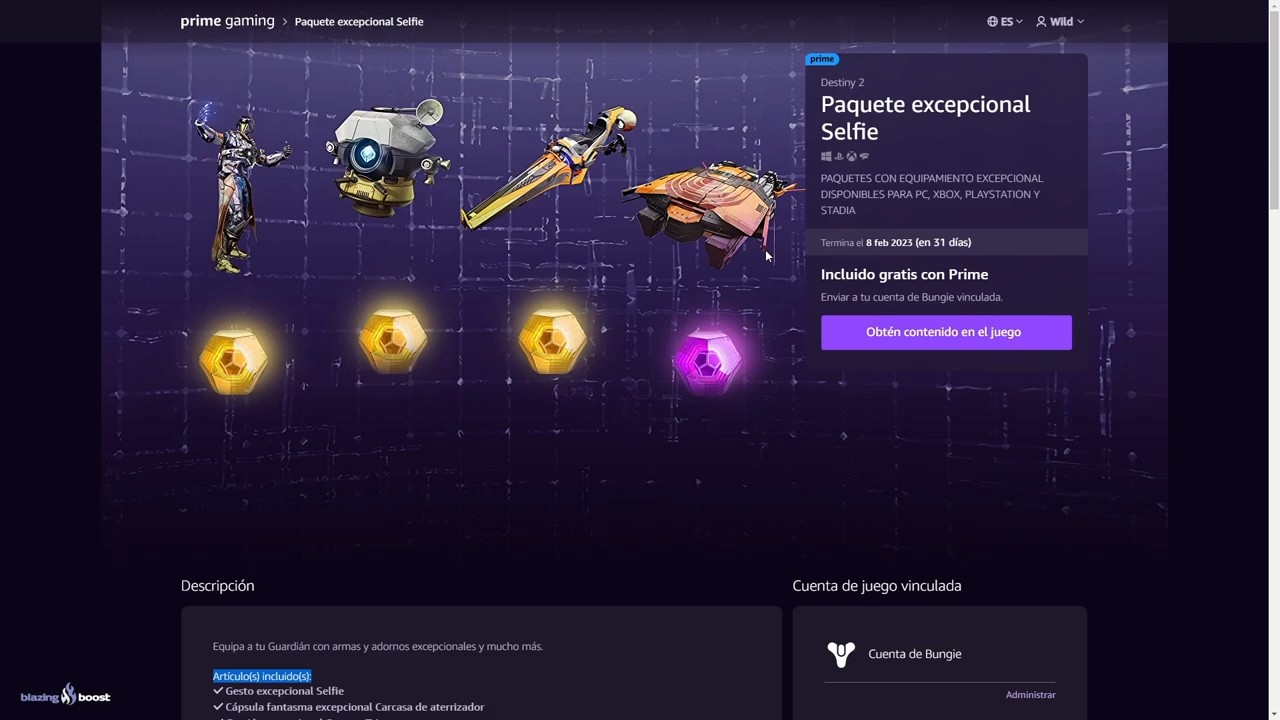 prime gaming > Paquete excepcional Selfie
ES
Wild
prime
Destiny 2
Paquete excepcional
Selfie
PAQUETES CON EQUIPAMIENTO EXCEPCIONAL
DISPONIBLES PARA PC, XBOX, PLAYSTATION Y
STADIA
Termina el 8 feb 2023 (en 31 días)
Incluido gratis con Prime
Enviar a tu cuenta de Bungie vinculada.
Obtén contenido en el juego
Descripción
Equipa a tu Guardián con armas y adornos excepcionales y mucho más.
Artículo(s) incluido(s):
✓ Gesto excepcional Selfie
✓ Cápsula fantasma excepcional Carcasa de aterrizador
Cuenta de juego vinculada
Cuenta de Bungie
Administrar
blazing boost